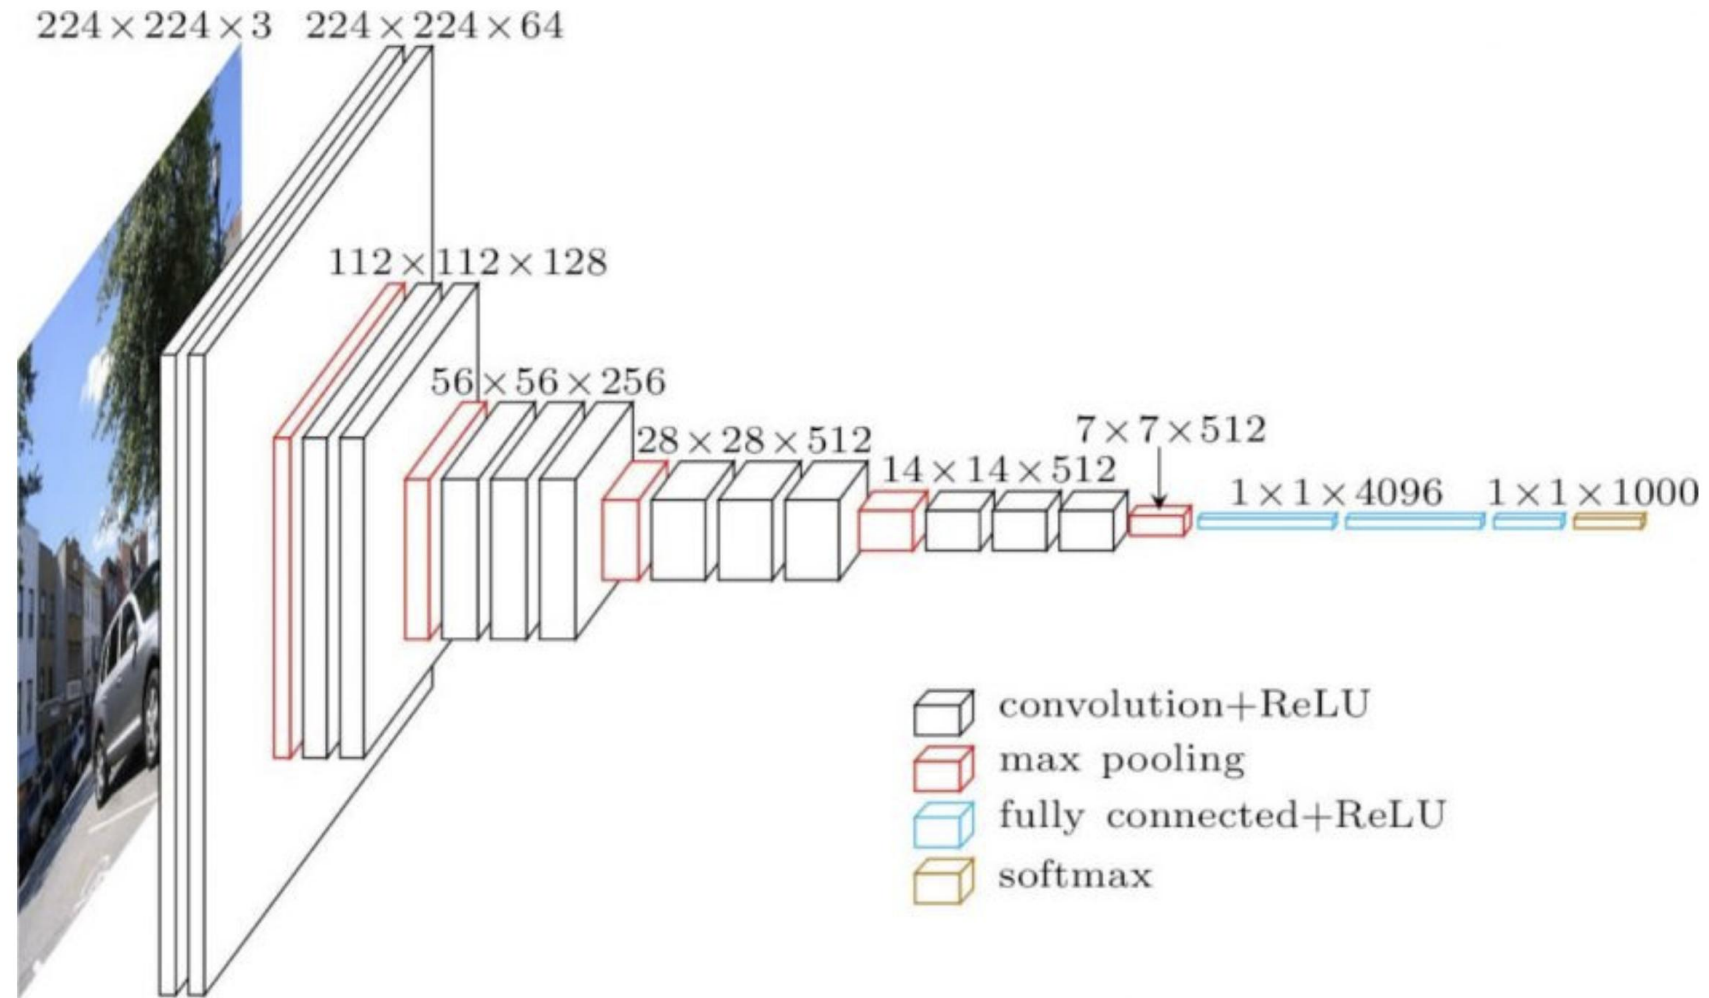 224×224×3
224×224×64
112×112×128
56×56×256
28×28×512
14×14×512
7×7×512
1×1×4096
1×1×1000
convolution+ReLU
max pooling
fully connected+ReLU
softmax